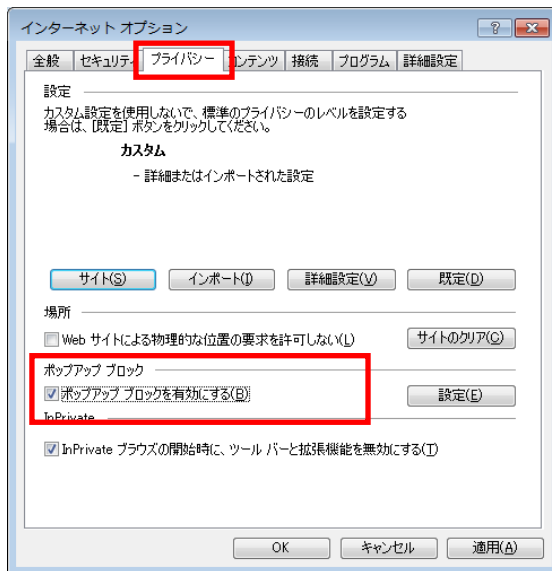 インターネット オプション
全般 セキュリティ プライバシー コンテンツ 接続 プログラム 詳細設定
設定
カスタム設定を使用しないで、標準のプライバシーのレベルを設定する
場合は、[既定] ボタンをクリックしてください。
カスタム
- 詳細またはインポートされた設定
サイト(S) インポート(I) 詳細設定(V) 既定(D)
場所
Web サイトによる物理的な位置の要求を許可しない(L) サイトのクリア(C)
ポップアップ ブロック
ポップアップ ブロックを有効にする(B) 設定(E)
InPrivate
InPrivate ブラウズの開始時に、ツール バーと拡張機能を無効にする(T)
OK キャンセル 適用(A)